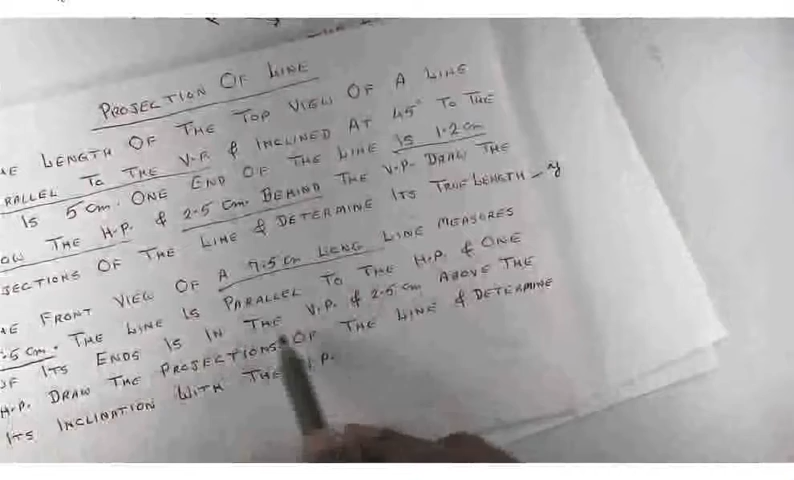 PROJECTION OF LINE
HE LENGTH OF THE TOP VIEW OF A LINE
RALLEL TO THE V.P. & INCLINED AT 45° TO THE
IS 5 cm. ONE END OF THE LINE IS 1.2 cm
OW THE H.P. & 2.5 cm. BEHIND THE V.P. DRAW THE
JECTIONS OF THE LINE & DETERMINE ITS TRUE LENGTH
HE FRONT VIEW OF A 7.5 cm LONG LINE MEASURES
.5 cm. THE LINE IS PARALLEL TO THE H.P. & ONE
OF ITS ENDS IS IN THE V.P. & 2.5 cm ABOVE THE
H.P. DRAW THE PROJECTIONS OF THE LINE & DETERMINE
ITS INCLINATION WITH THE .P.